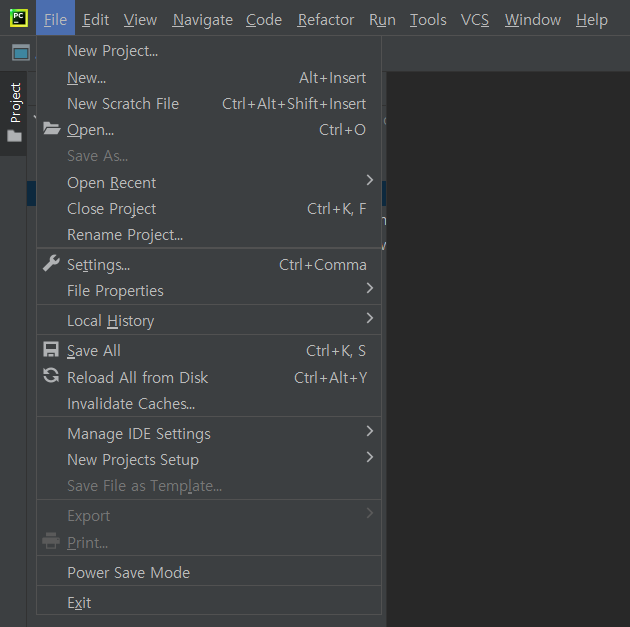 PC
File Edit View Navigate Code Refactor Run Tools VCS Window Help
Project
New Project...
New... Alt+Insert
New Scratch File Ctrl+Alt+Shift+Insert
Open... Ctrl+O
Save As...
Open Recent
Close Project Ctrl+K, F
Rename Project...
Settings... Ctrl+Comma
File Properties
Local History
Save All Ctrl+K, S
Reload All from Disk Ctrl+Alt+Y
Invalidate Caches...
Manage IDE Settings
New Projects Setup
Save File as Template...
Export
Print...
Power Save Mode
Exit